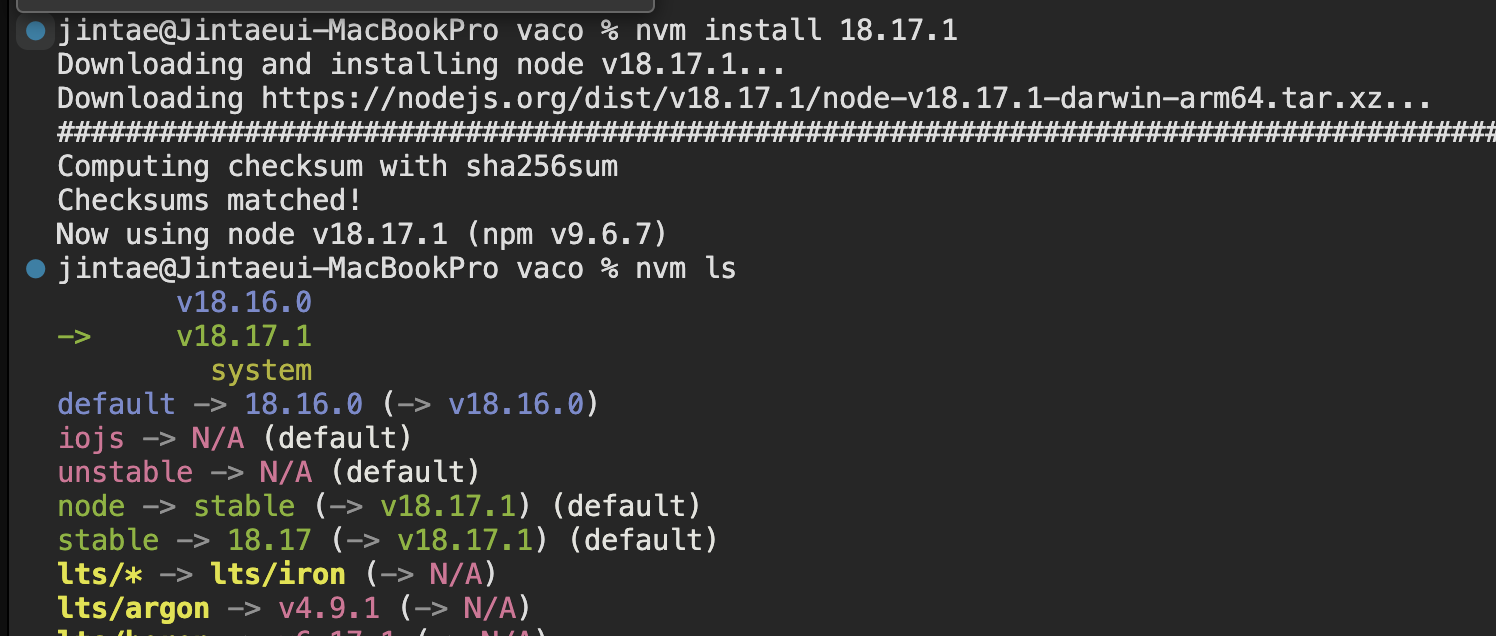 jintae@Jintaeui-MacBookPro vaco % nvm install 18.17.1
Downloading and installing node v18.17.1...
Downloading https://nodejs.org/dist/v18.17.1/node-v18.17.1-darwin-arm64.tar.xz...
#####################################################################################
Computing checksum with sha256sum
Checksums matched!
Now using node v18.17.1 (npm v9.6.7)
jintae@Jintaeui-MacBookPro vaco % nvm ls
v18.16.0
-> v18.17.1
system
default -> 18.16.0 (-> v18.16.0)
iojs -> N/A (default)
unstable -> N/A (default)
node -> stable (-> v18.17.1) (default)
stable -> 18.17 (-> v18.17.1) (default)
lts/* -> lts/iron (-> N/A)
lts/argon -> v4.9.1 (-> N/A)